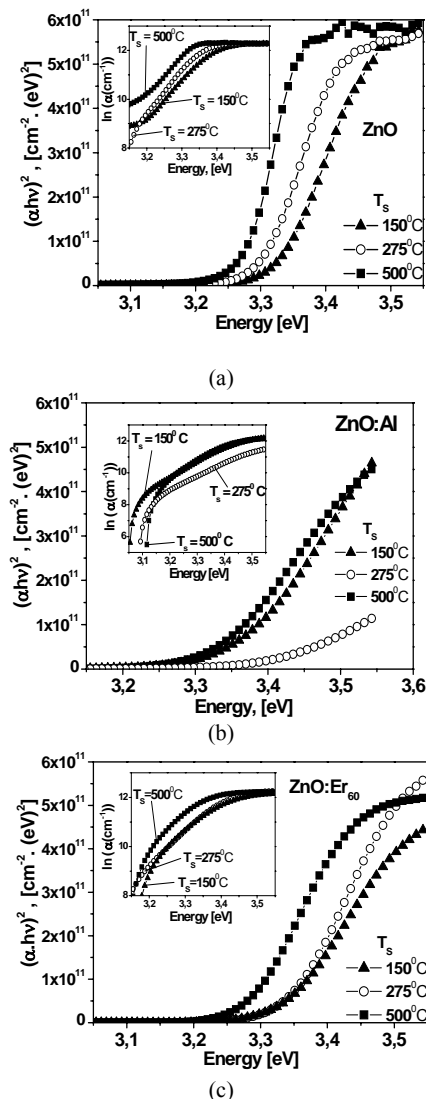 6x10¹¹
5x10¹¹
4x10¹¹
3x10¹¹
2x10¹¹
1x10¹¹
0
(αhν)² , [cm⁻² · (eV)²]
12
10
8
ln (α(cm⁻¹))
T_S = 500⁰C
T_S = 150⁰C
T_S = 275⁰C
3,2 3,3 3,4 3,5
Energy, [eV]
ZnO
T_S
150⁰C
275⁰C
500⁰C
3,1 3,2 3,3 3,4 3,5
Energy [eV]
(a)
6x10¹¹
5x10¹¹
4x10¹¹
3x10¹¹
2x10¹¹
1x10¹¹
0
(αhν)² , [cm⁻² · (eV)²]
12
10
8
6
ln (α(cm⁻¹))
T_S = 150⁰ C
T_S = 275⁰ C
T_S = 500⁰ C
3,1 3,2 3,3 3,4 3,5
Energy [eV]
ZnO:Al
T_S
150⁰C
275⁰C
500⁰C
3,2 3,3 3,4 3,5 3,6
Energy, [eV]
(b)
6x10¹¹
5x10¹¹
4x10¹¹
3x10¹¹
2x10¹¹
1x10¹¹
0
(α.hν)² , [cm⁻² · (eV)²]
12
10
8
ln (α(cm⁻¹))
T_S=500⁰C
T_S=275⁰C
T_S=150⁰C
3,2 3,3 3,4 3,5
Energy, [eV]
ZnO:Er₆₀
T_S
150⁰C
275⁰C
500⁰C
3,1 3,2 3,3 3,4 3,5
Energy [eV]
(c)